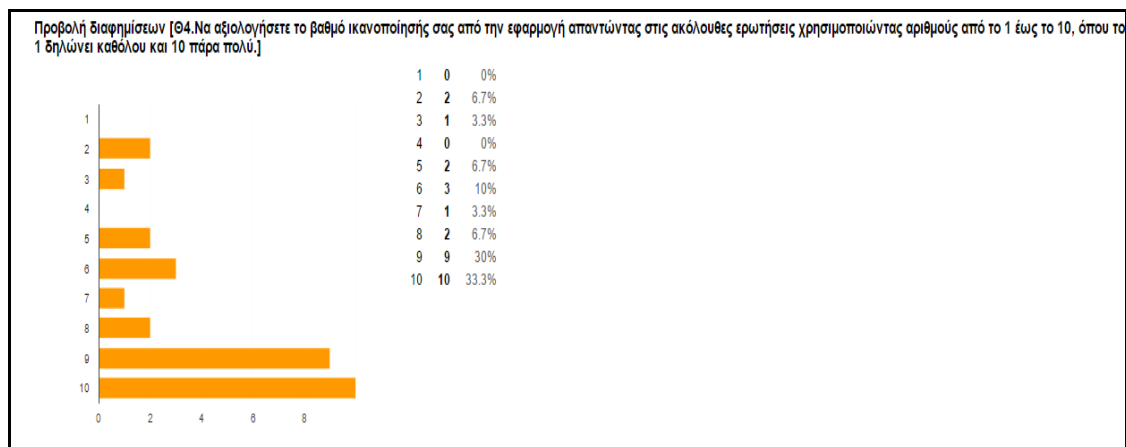 Προβολή διαφημίσεων [Θ4.Να αξιολογήσετε το βαθμό ικανοποίησής σας από την εφαρμογή απαντώντας στις ακόλουθες ερωτήσεις χρησιμοποιώντας αριθμούς από το 1 έως το 10, όπου το
1 δηλώνει καθόλου και 10 πάρα πολύ.]
1 0 0%
2 2 6.7%
3 1 3.3%
4 0 0%
5 2 6.7%
6 3 10%
7 1 3.3%
8 2 6.7%
9 9 30%
10 10 33.3%
1
2
3
4
5
6
7
8
9
10
0 2 4 6 8